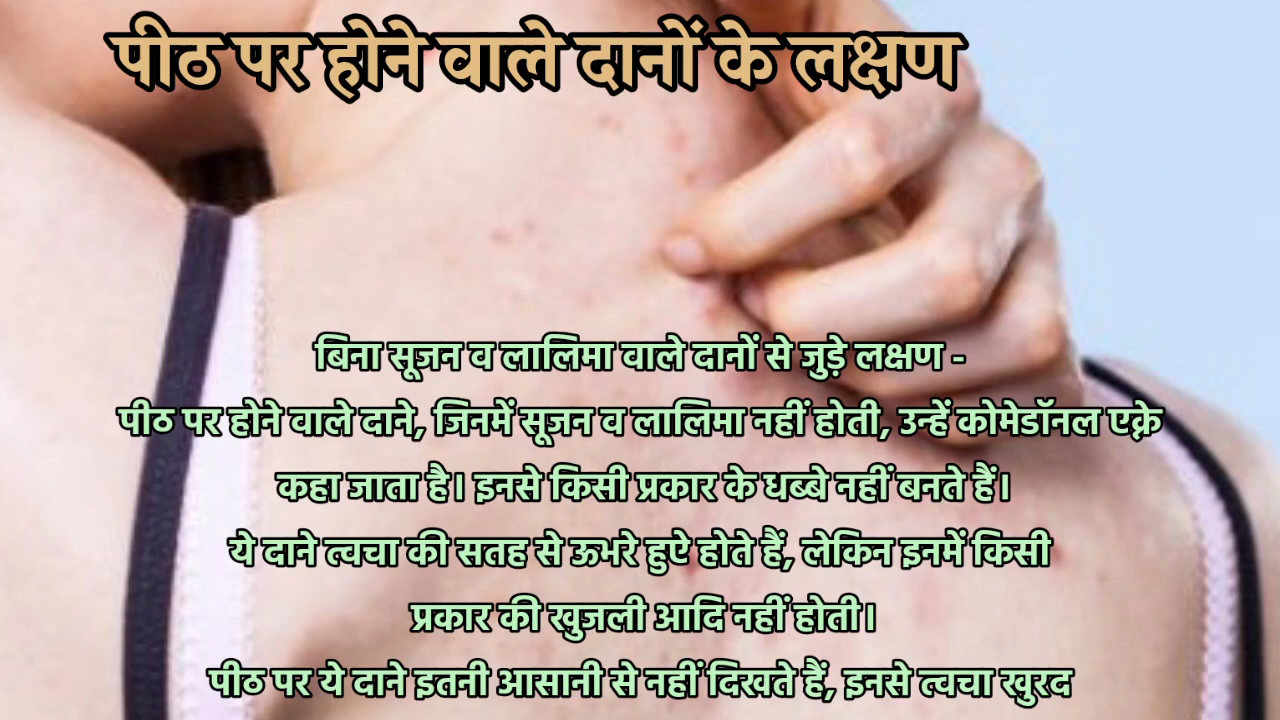 पीठ पर होने वाले दानों के लक्षण
बिना सूजन व लालिमा वाले दानों से जुड़े लक्षण -
पीठ पर होने वाले दाने, जिनमें सूजन व लालिमा नहीं होती, उन्हें कोमेडॉनल एक्ने
कहा जाता है। इनसे किसी प्रकार के धब्बे नहीं बनते हैं।
ये दाने त्वचा की सतह से ऊभरे हुऐ होते हैं, लेकिन इनमें किसी
प्रकार की खुजली आदि नहीं होती।
पीठ पर ये दाने इतनी आसानी से नहीं दिखते हैं, इनसे त्वचा खुरद